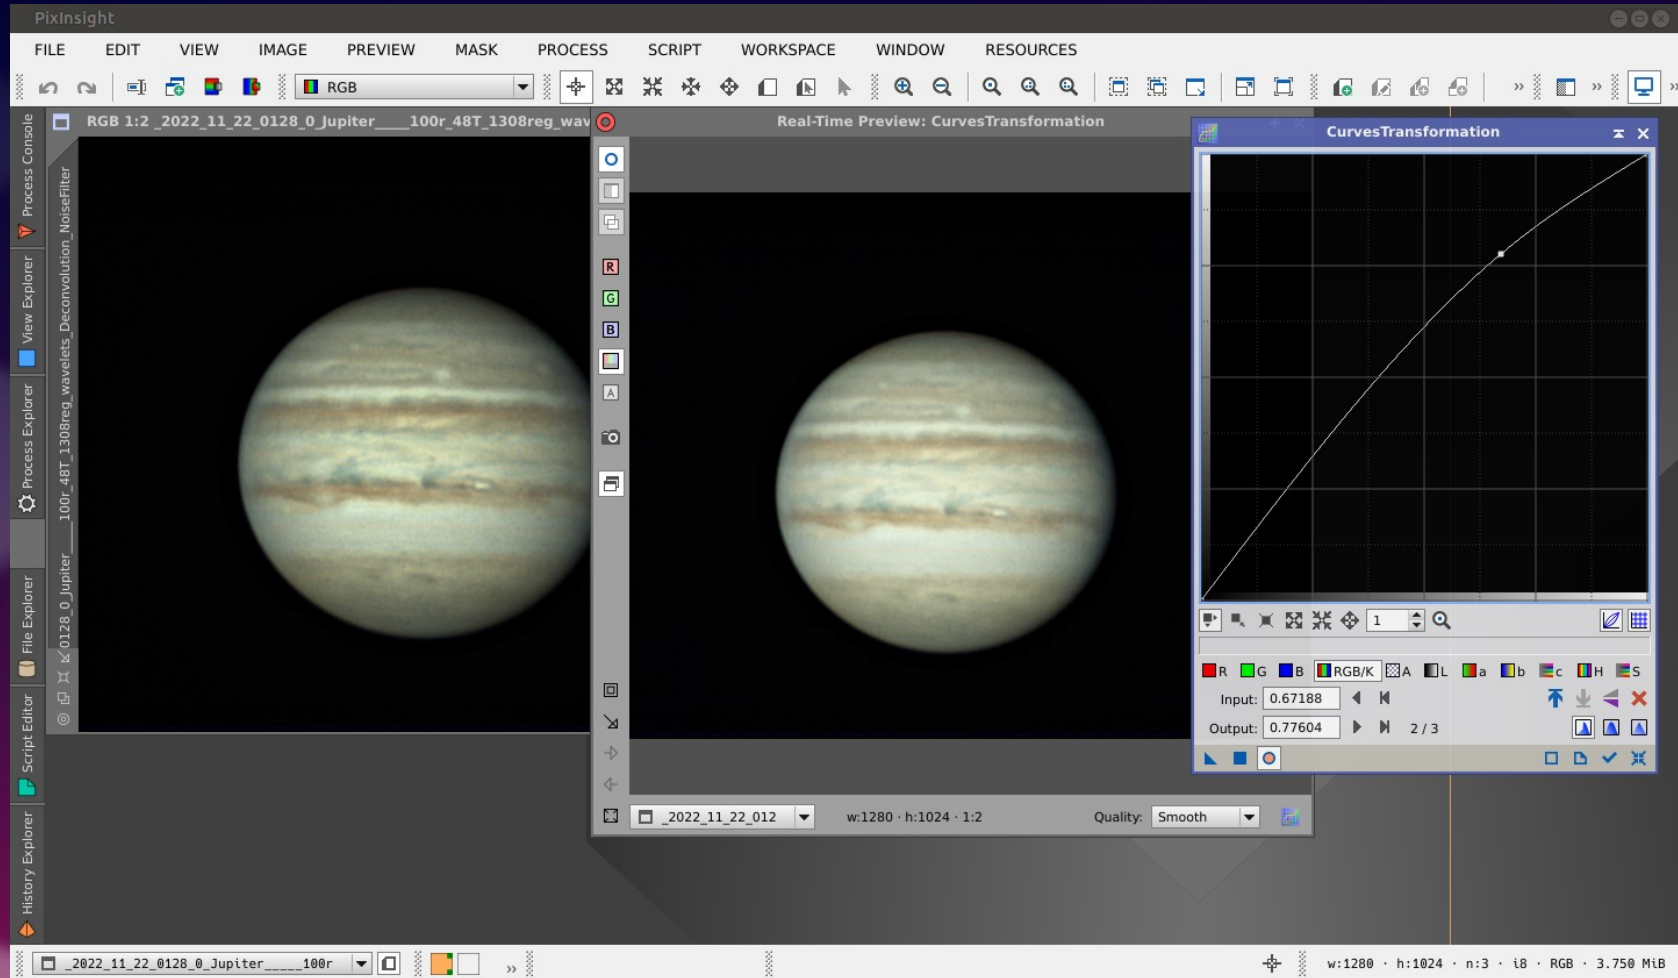 PixInsight
FILE EDIT VIEW IMAGE PREVIEW MASK PROCESS SCRIPT WORKSPACE WINDOW RESOURCES
RGB
Process Console
View Explorer
Process Explorer
File Explorer
Script Editor
History Explorer
RGB 1:2 _2022_11_22_0128_0_Jupiter____100r_48T_1308reg_wav
0128_0_Jupiter____100r_48T_1308reg_wavelets_Deconvolution_NoiseFilter
Real-Time Preview: CurvesTransformation
R
G
B
A
_2022_11_22_012
w:1280 · h:1024 · 1:2
Quality: Smooth
CurvesTransformation
1
R G B RGB/K A L a b c H S
Input: 0.67188
Output: 0.77604 2 / 3
_2022_11_22_0128_0_Jupiter_____100r
w:1280 · h:1024 · n:3 · i8 · RGB · 3.750 MiB